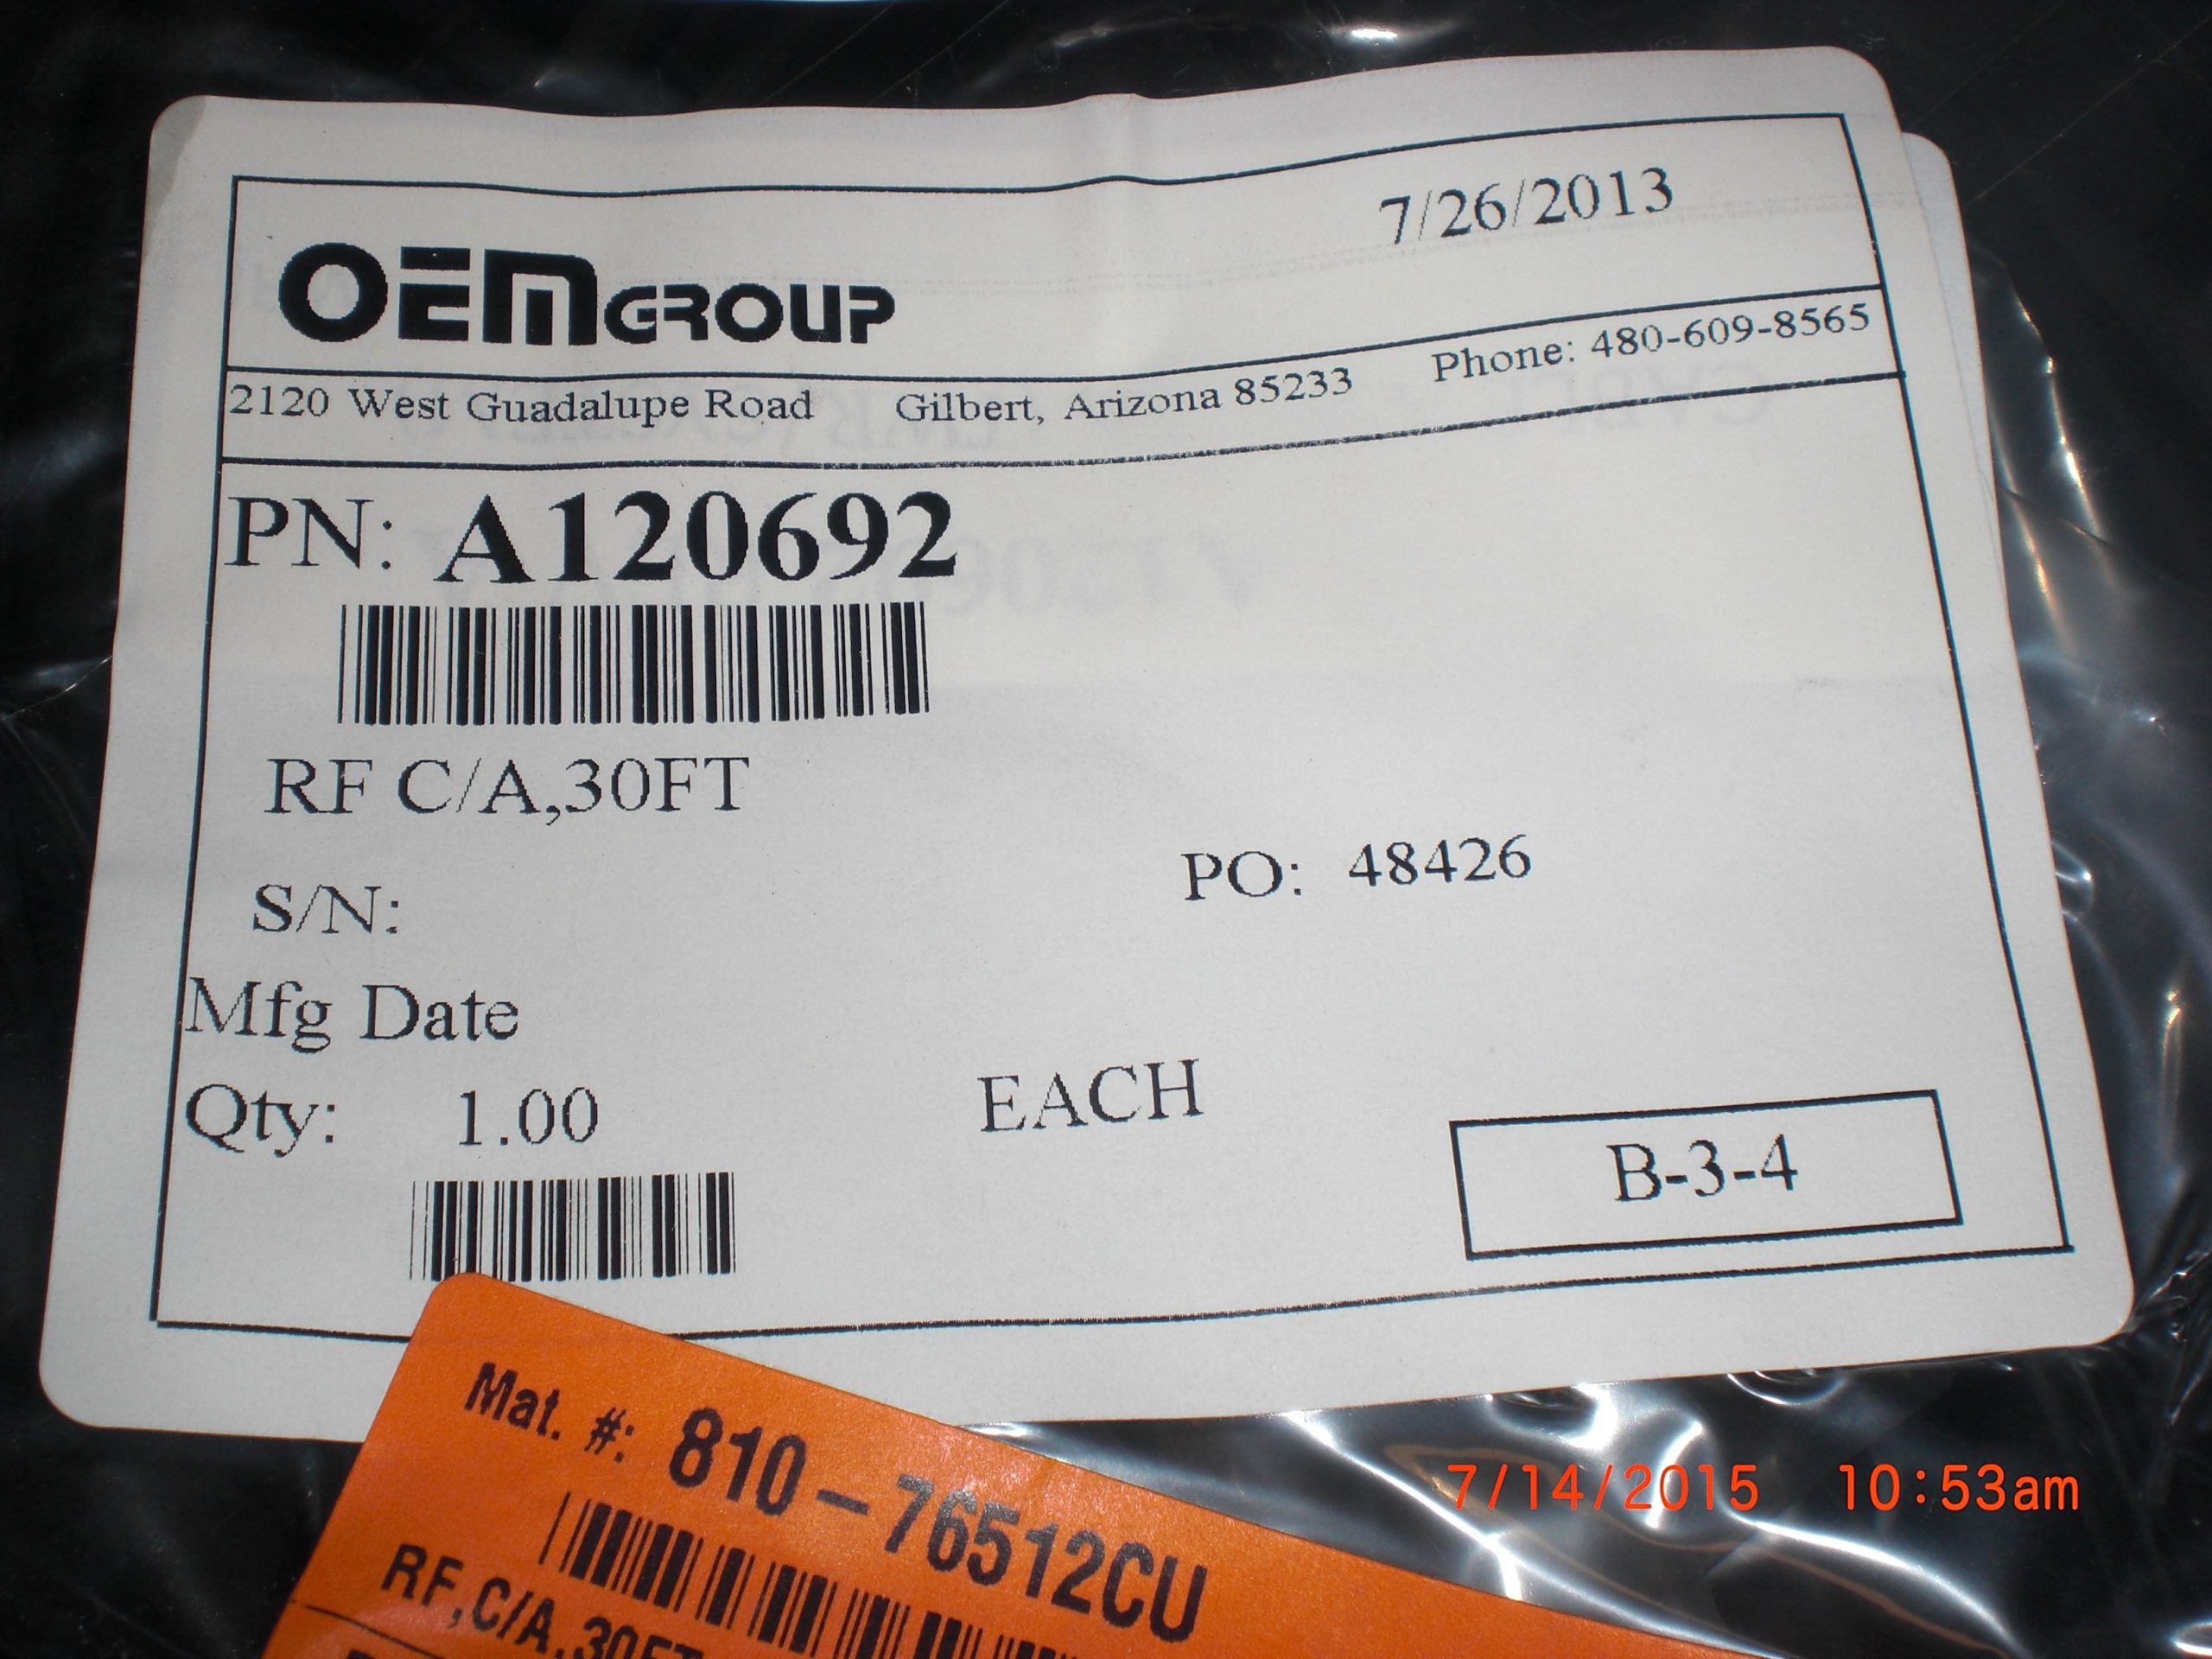 7/26/2013
OEMGROUP
2120 West Guadalupe Road Gilbert, Arizona 85233 Phone: 480-609-8565
PN: A120692
RF C/A,30FT
PO: 48426
S/N:
Mfg Date
Qty: 1.00 EACH
B-3-4
Mat. #: 810-76512CU
RF,C/A,30FT
7/14/2015 10:53am